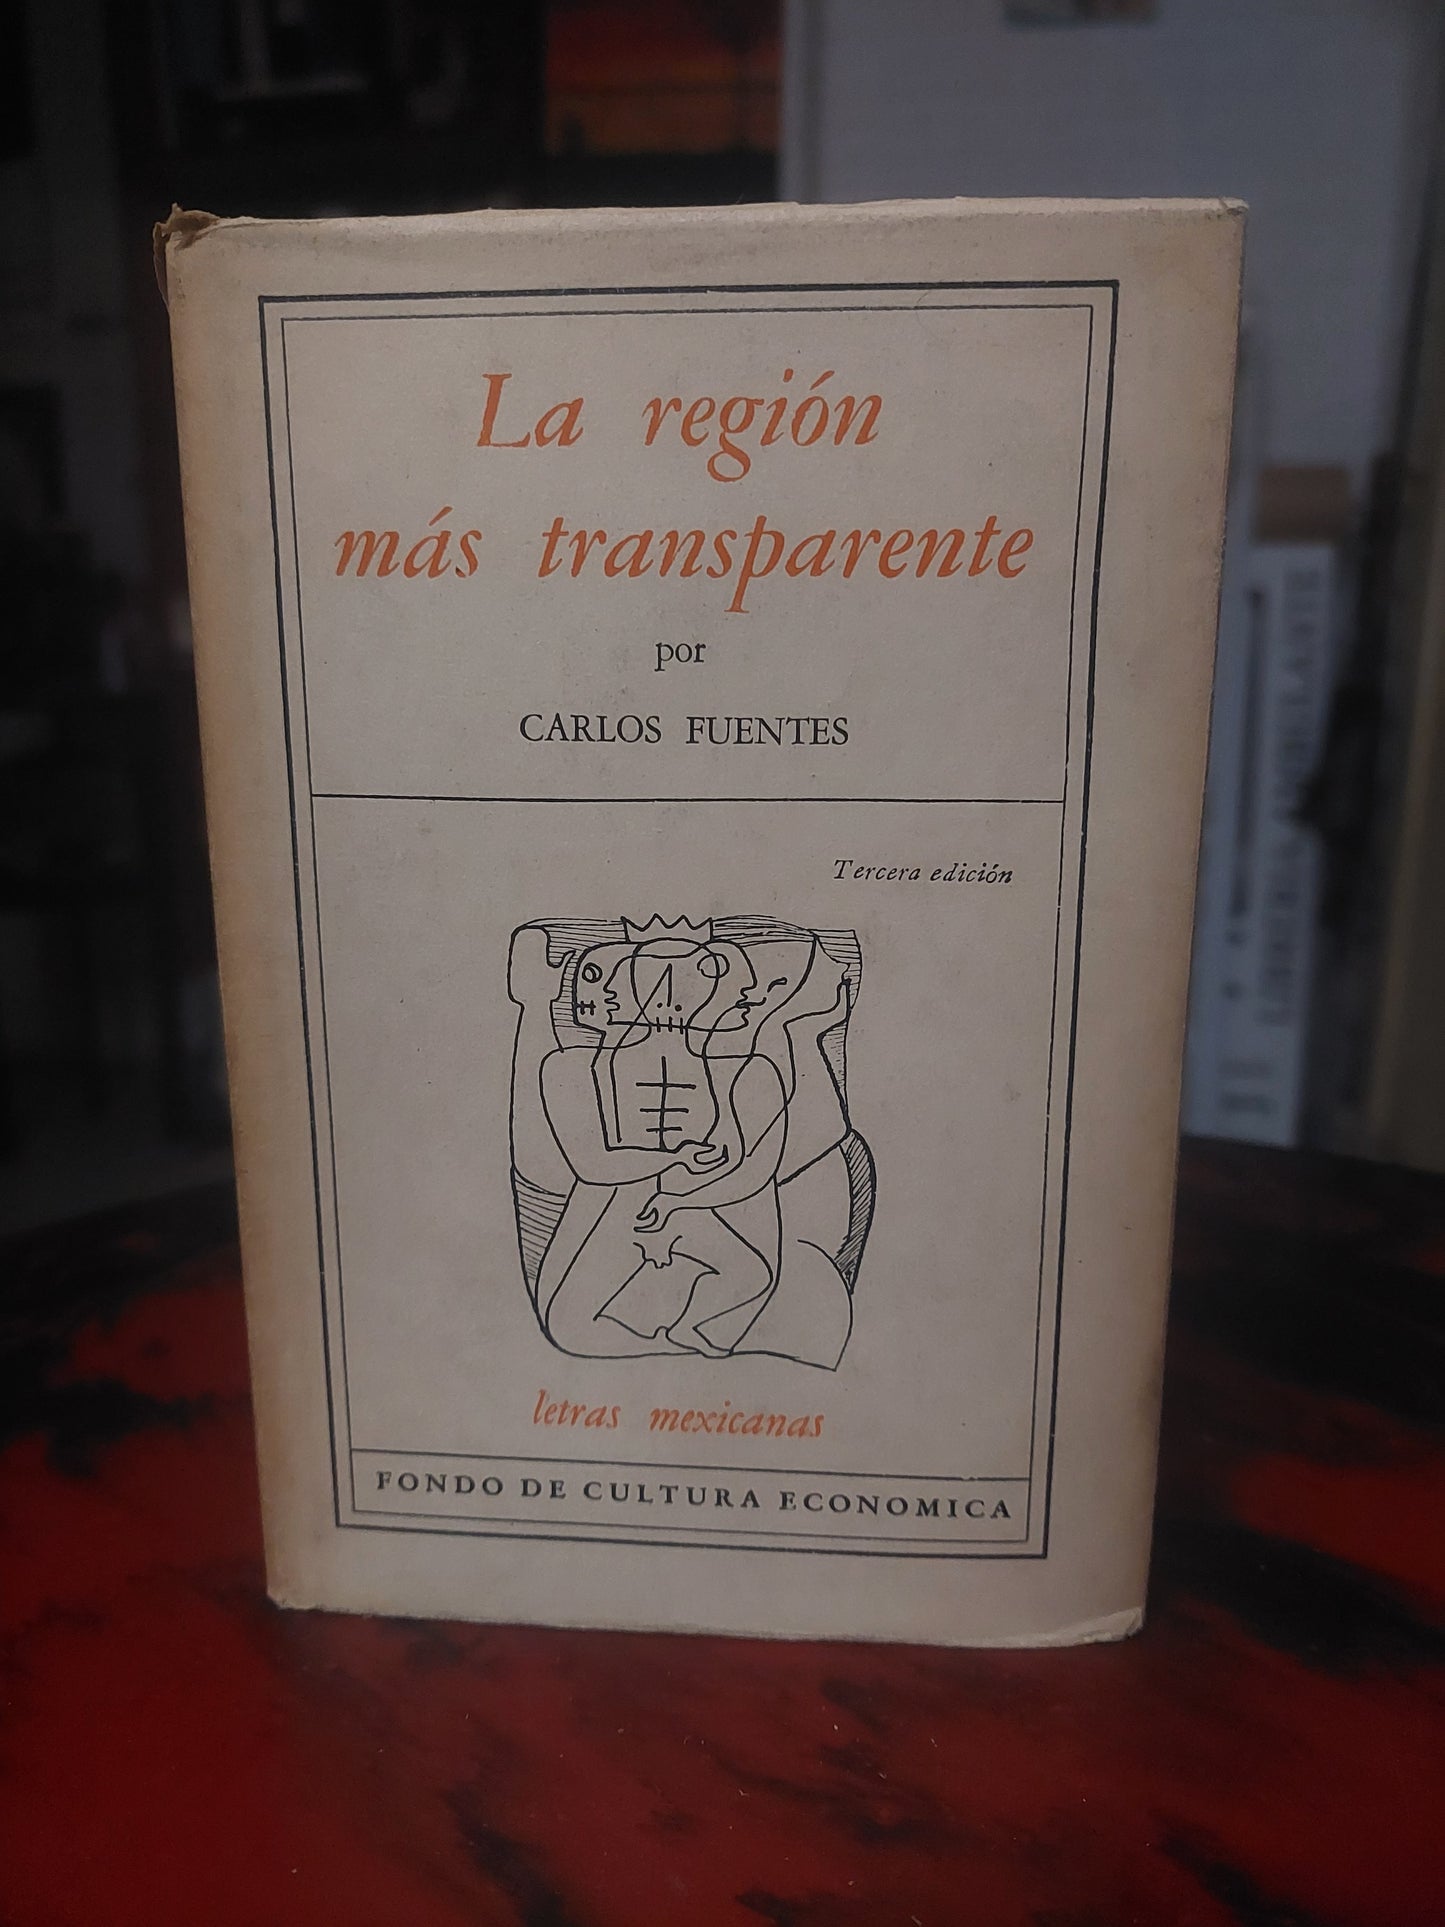 La región
más transparente
por
CARLOS FUENTES
Tercera edición
letras mexicanas
FONDO DE CULTURA ECONOMICA